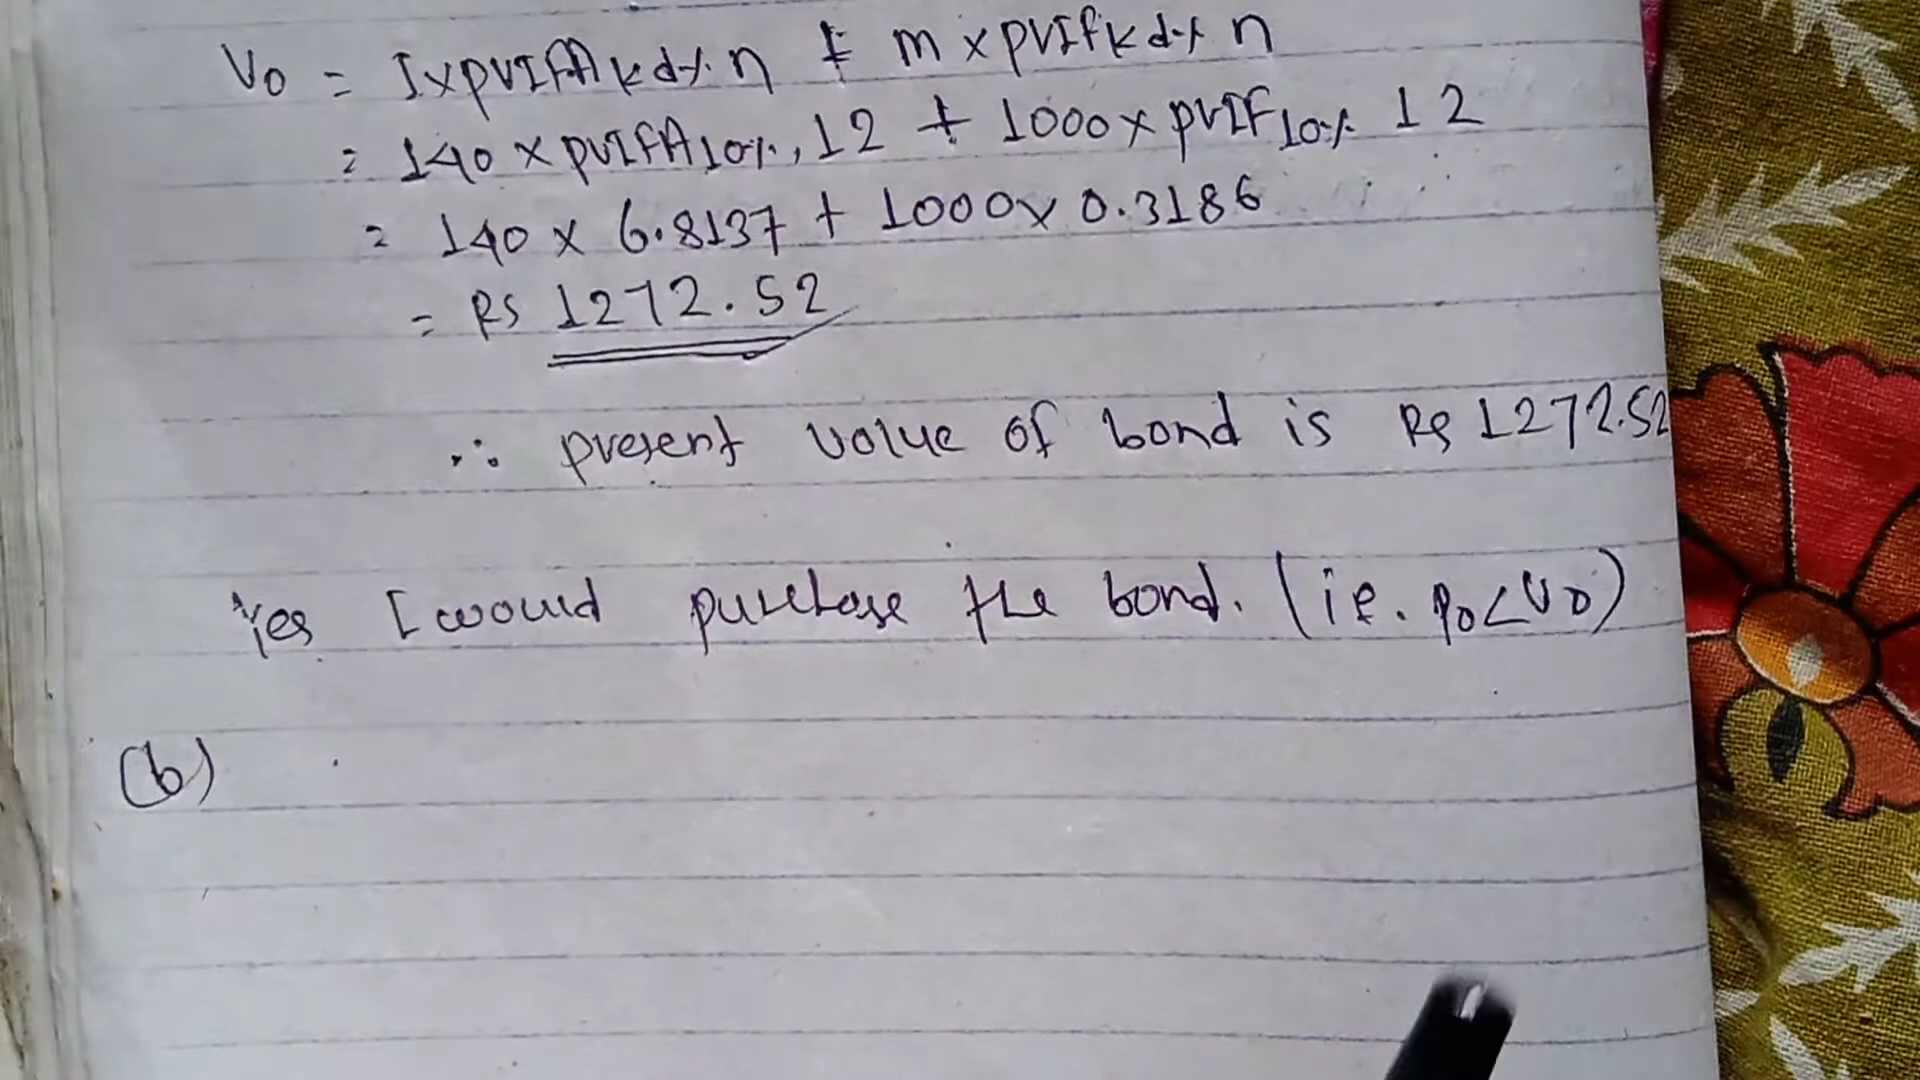 V0 = I×PVIFA kd%. n + m × PVIF kd% n
= 140 × PVIFA 10%, 12 + 1000 × PVIF 10% 12
= 140 × 6.8137 + 1000 × 0.3186
= RS 1272.52
∴ present value of bond is RS 1272.52
Yes I would purchase the bond. (ie. P0<V0)
(b)